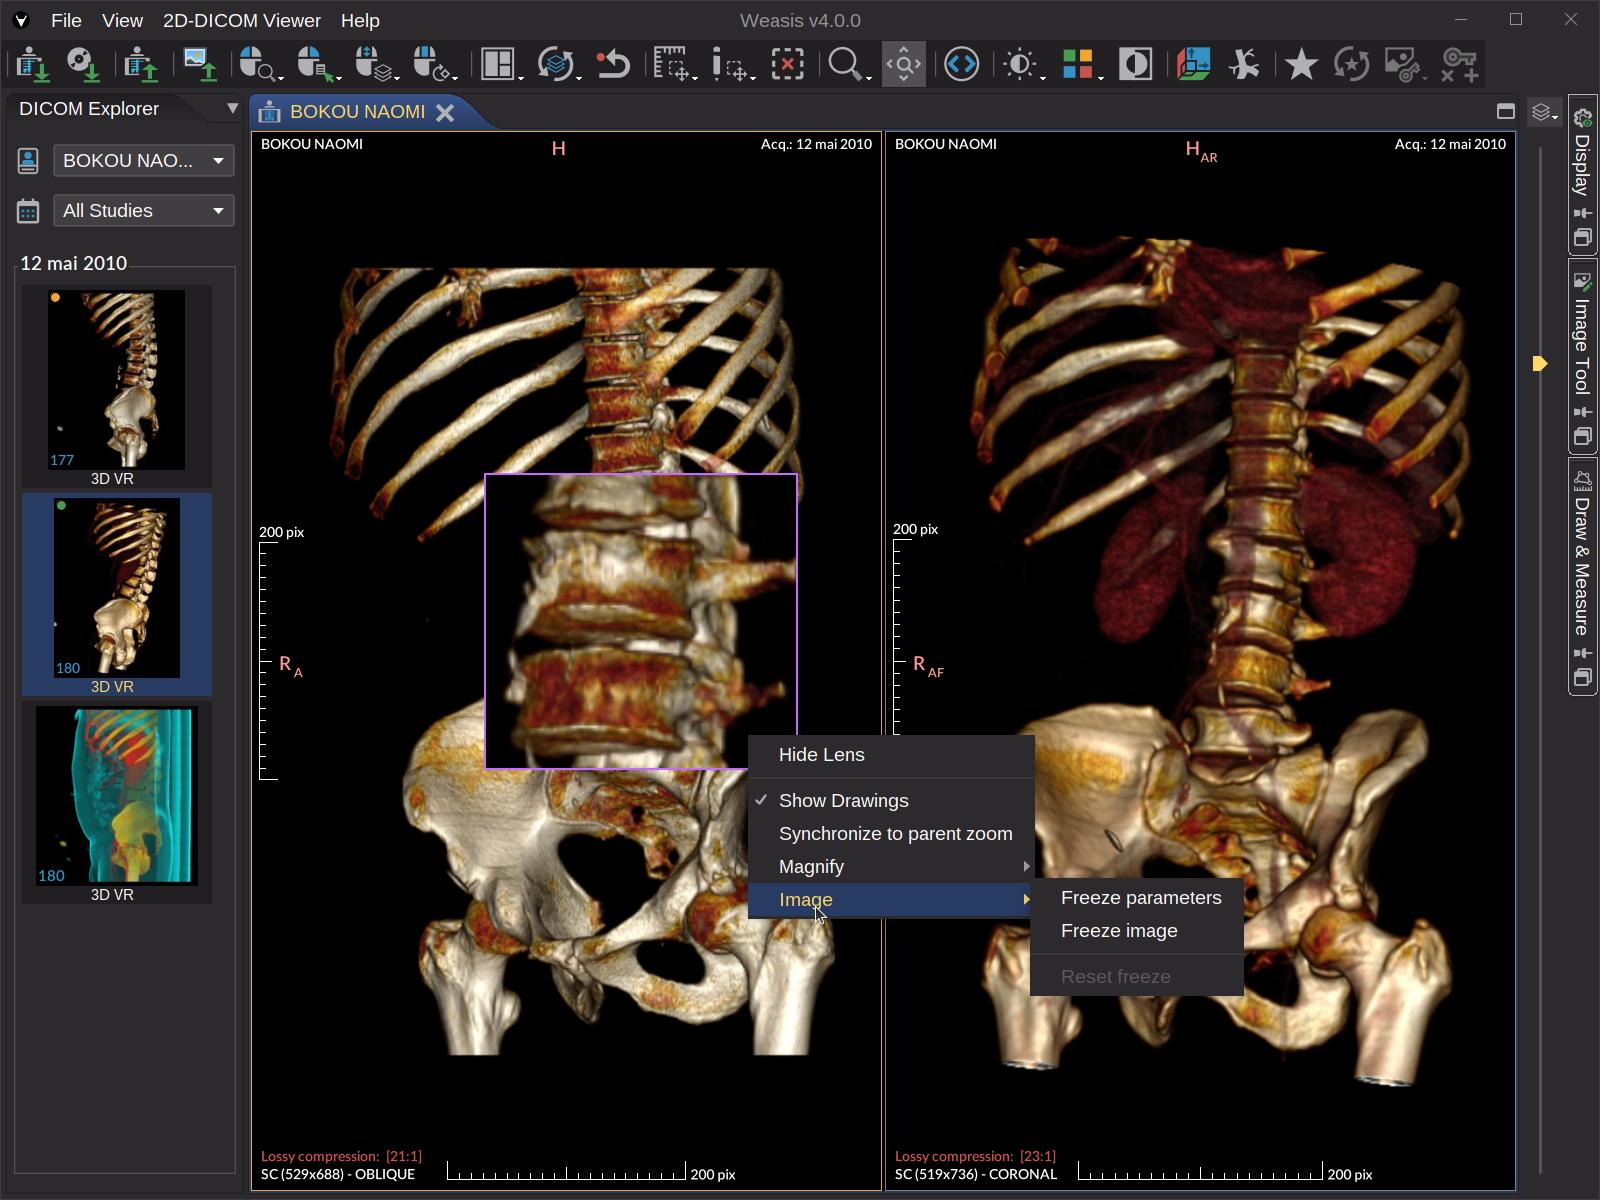 File View 2D-DICOM Viewer Help
Weasis v4.0.0
DICOM Explorer
BOKOU NAO...
All Studies
12 mai 2010
177
3D VR
180
3D VR
180
3D VR
BOKOU NAOMI
BOKOU NAOMI
H
Acq.: 12 mai 2010
200 pix
R A
Lossy compression: [21:1]
SC (529x688) - OBLIQUE
200 pix
BOKOU NAOMI
H AR
Acq.: 12 mai 2010
200 pix
R AF
Lossy compression: [23:1]
SC (519x736) - CORONAL
200 pix
Hide Lens
Show Drawings
Synchronize to parent zoom
Magnify
Image
Freeze parameters
Freeze image
Reset freeze
Display
Image Tool
Draw & Measure